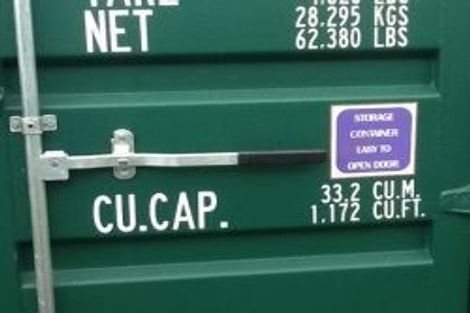 NET 28,295 KGS
62,380 LBS
STORAGE
CONTAINER
EASY TO
OPEN DOOR
CU.CAP. 33.2 CU.M.
1,172 CU.FT.